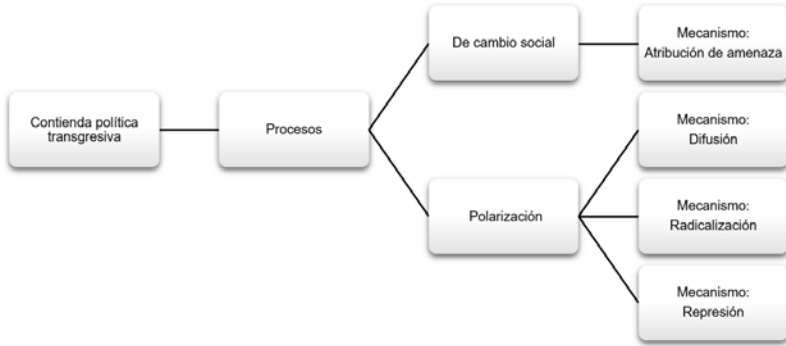 Contienda política
transgresiva
Procesos
De cambio social
Mecanismo:
Atribución de amenaza
Polarización
Mecanismo:
Difusión
Mecanismo:
Radicalización
Mecanismo:
Represión